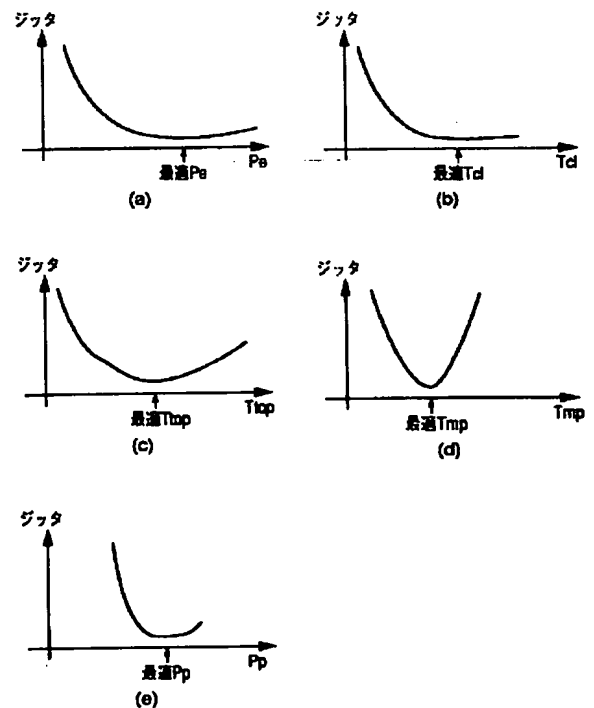 ジッタ
Pe
最適Pe
(a)
ジッタ
Tcl
最適Tcl
(b)
ジッタ
Ttop
最適Ttop
(c)
ジッタ
Tmp
最適Tmp
(d)
ジッタ
Pp
最適Pp
(e)